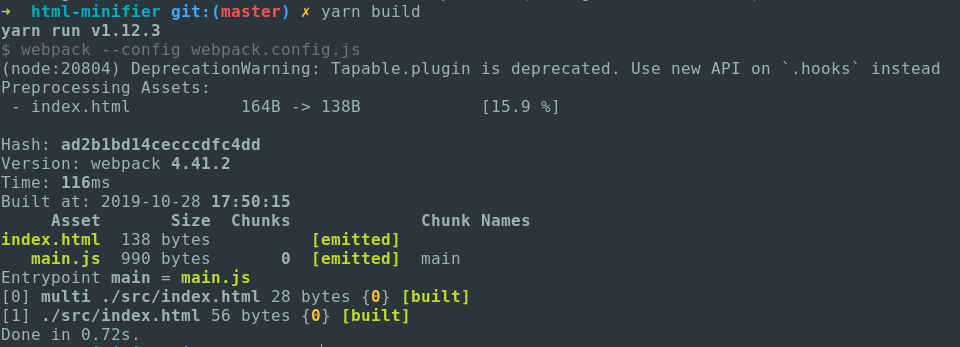 ➜  html-minifier git:(master) ✗ yarn build
yarn run v1.12.3
$ webpack --config webpack.config.js
(node:20804) DeprecationWarning: Tapable.plugin is deprecated. Use new API on `.hooks` instead
Preprocessing Assets:
 - index.html           164B -> 138B            [15.9 %]
Hash: ad2b1bd14cecccdfc4dd
Version: webpack 4.41.2
Time: 116ms
Built at: 2019-10-28 17:50:15
     Asset       Size  Chunks             Chunk Names
index.html  138 bytes          [emitted]
   main.js  990 bytes       0  [emitted]  main
Entrypoint main = main.js
[0] multi ./src/index.html 28 bytes {0} [built]
[1] ./src/index.html 56 bytes {0} [built]
Done in 0.72s.